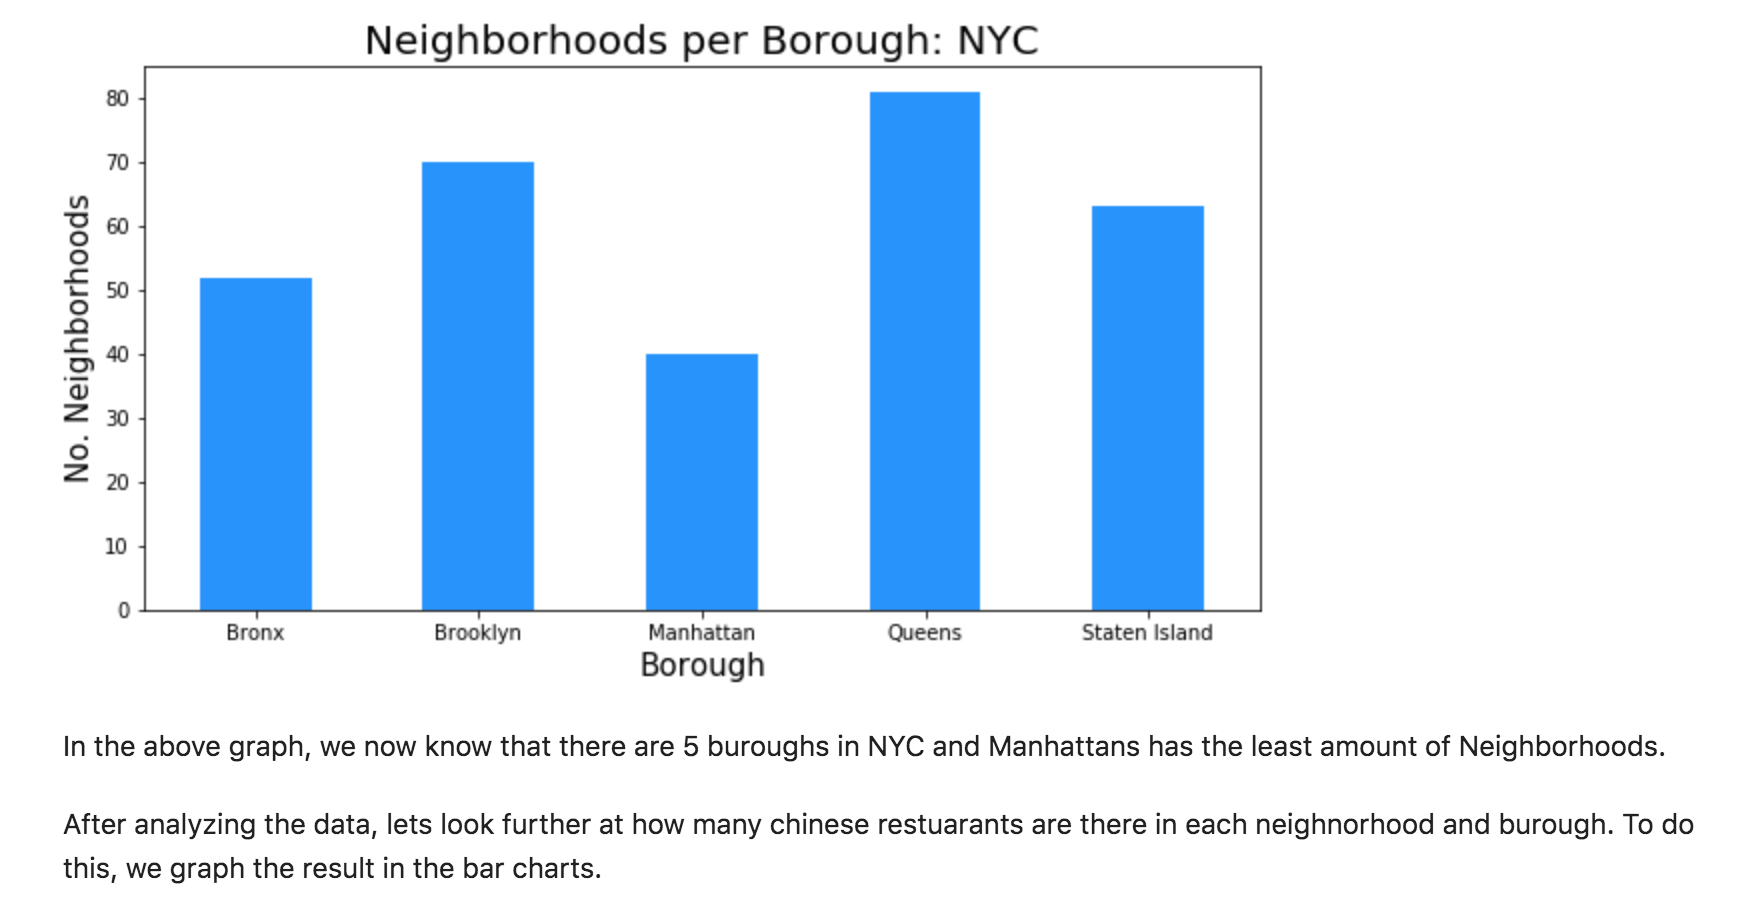 Neighborhoods per Borough: NYC
No. Neighborhoods
80
70
60
50
40
30
20
10
0
Bronx Brooklyn Manhattan Queens Staten Island
Borough
In the above graph, we now know that there are 5 buroughs in NYC and Manhattans has the least amount of Neighborhoods.
After analyzing the data, lets look further at how many chinese restuarants are there in each neighnorhood and burough. To do
this, we graph the result in the bar charts.